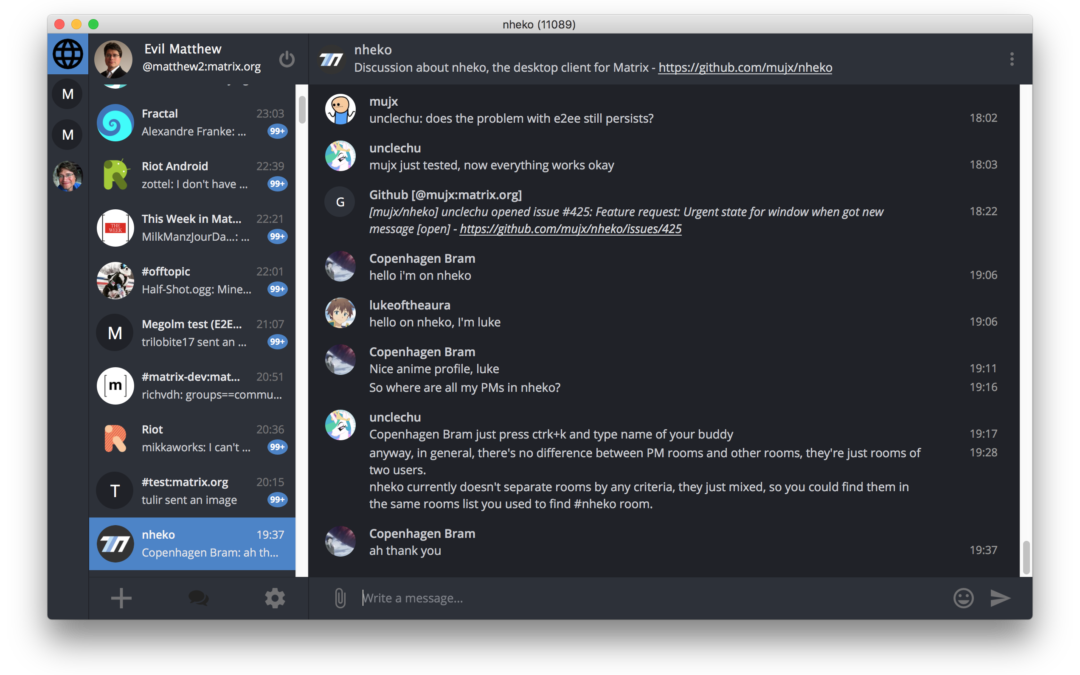 nheko (11089)
Evil Matthew
@matthew2:matrix.org
M
M
Fractal 23:03
Alexandre Franke: ... 99+
Riot Android 22:39
zottel: I don't have ... 99+
This Week in Mat... 22:21
MilkManzJourDa...: ... 99+
#offtopic 22:01
Half-Shot.ogg: Mine... 99+
M
Megolm test (E2E... 21:07
trilobite17 sent an ... 99+
[m]
#matrix-dev:mat... 20:51
richvdh: groups==commu...
Riot 20:36
mikkaworks: I can't ... 99+
T
#test:matrix.org 20:15
tulir sent an image 99+
nheko 19:37
Copenhagen Bram: ah th...
nheko
Discussion about nheko, the desktop client for Matrix - https://github.com/mujx/nheko
mujx
unclechu: does the problem with e2ee still persists? 18:02
unclechu
mujx just tested, now everything works okay 18:03
G
Github [@mujx:matrix.org]
[mujx/nheko] unclechu opened issue #425: Feature request: Urgent state for window when got new 18:22
message [open] - https://github.com/mujx/nheko/issues/425
Copenhagen Bram
hello i'm on nheko 19:06
lukeoftheaura
hello on nheko, I'm luke 19:06
Copenhagen Bram
Nice anime profile, luke 19:11
So where are all my PMs in nheko? 19:16
unclechu
Copenhagen Bram just press ctrk+k and type name of your buddy 19:17
anyway, in general, there's no difference between PM rooms and other rooms, they're just rooms of 19:28
two users.
nheko currently doesn't separate rooms by any criteria, they just mixed, so you could find them in
the same rooms list you used to find #nheko room.
Copenhagen Bram
ah thank you 19:37
Write a message...